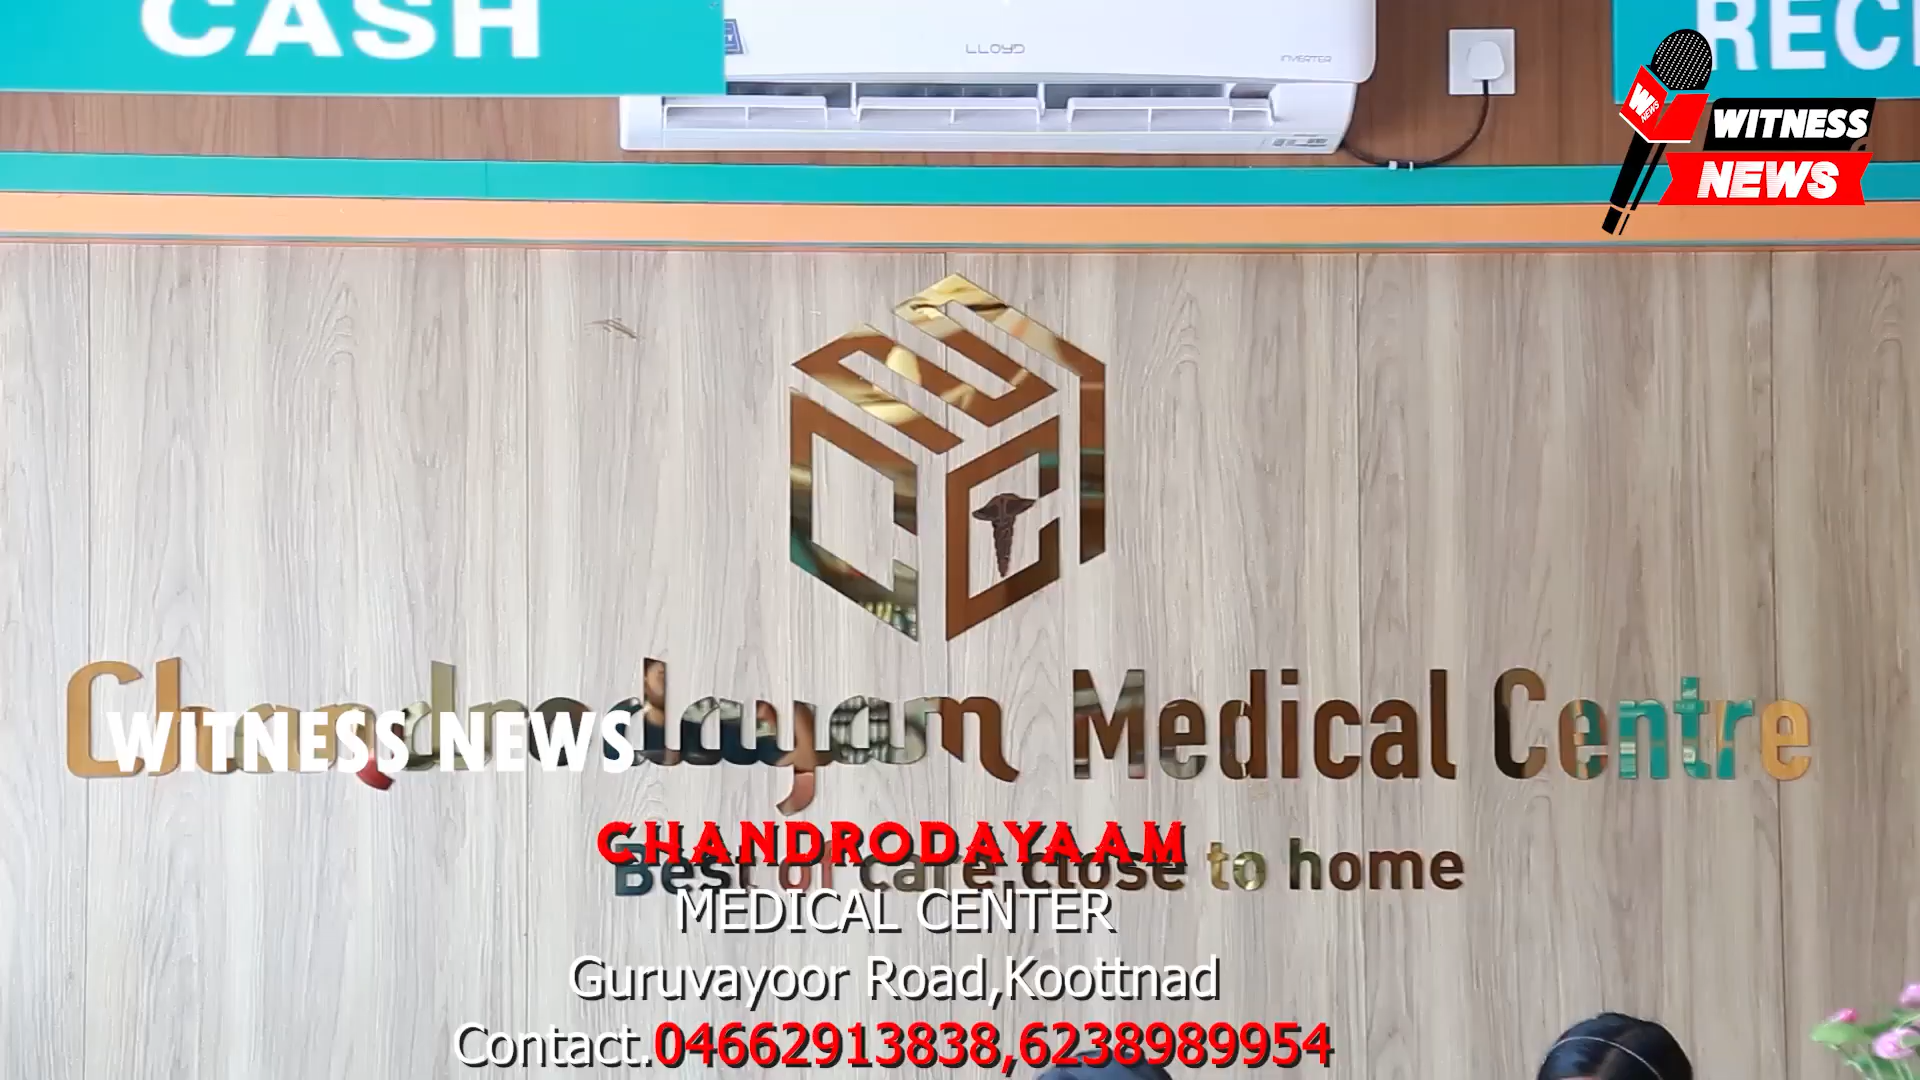 CASH
LLOYD
INVERTER
RECE
WITNESS
NEWS
Chandrodayam Medical Centre
WITNESS NEWS
Best of care, close to home
CHANDRODAYAAM
MEDICAL CENTER
Guruvayoor Road,Koottnad
Contact.04662913838,6238989954